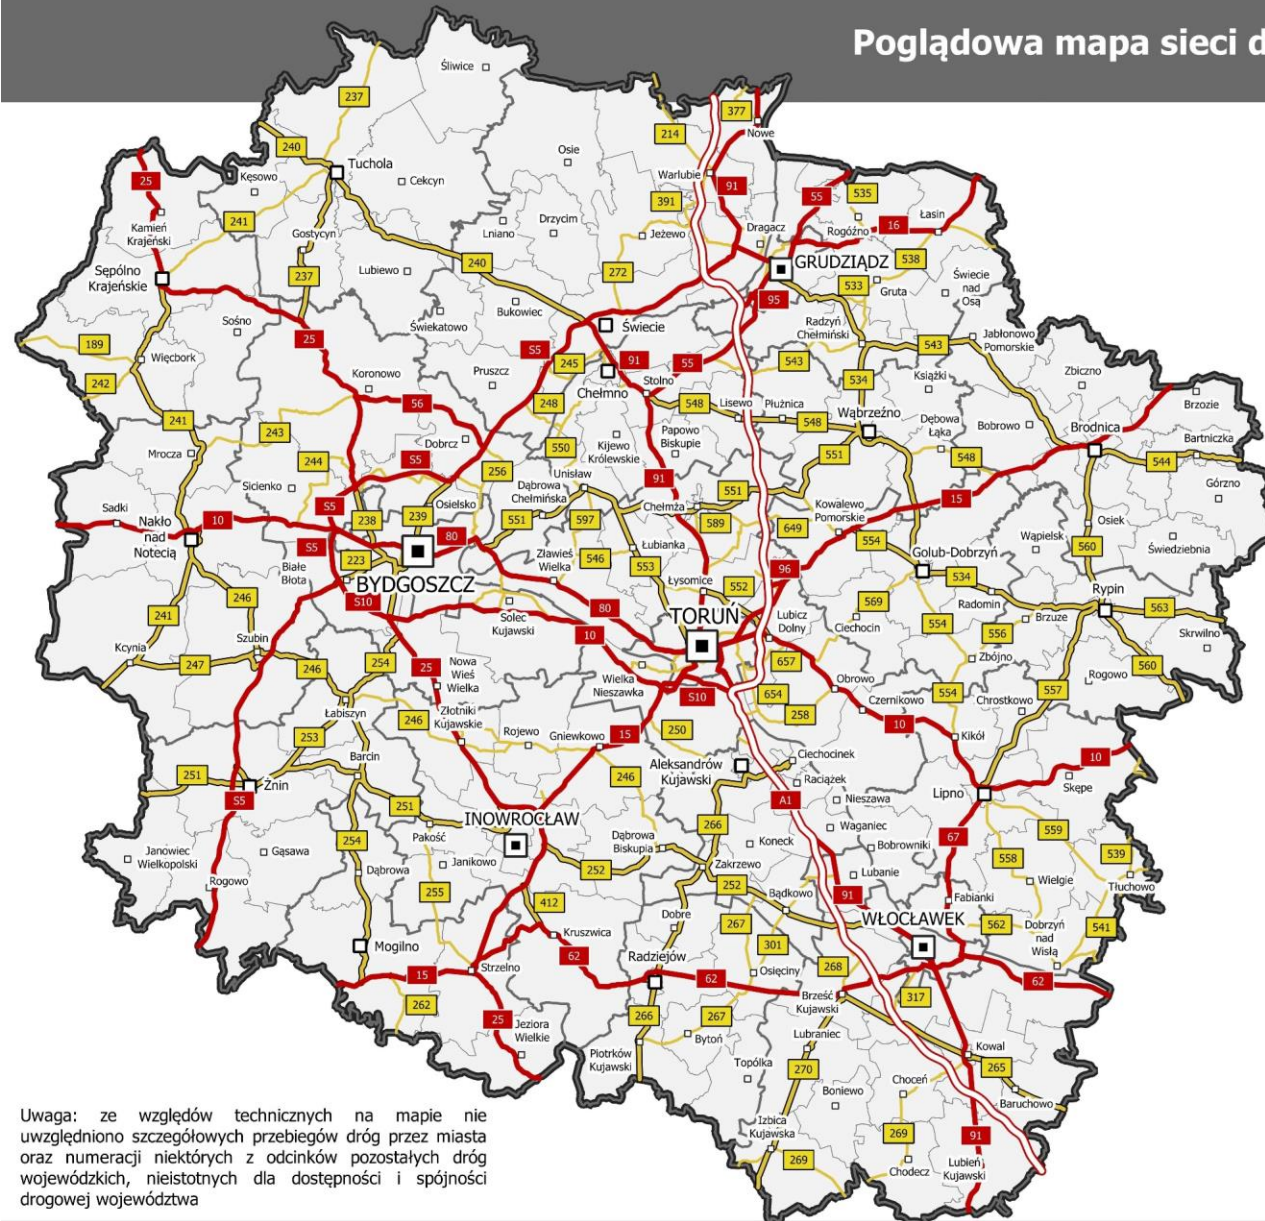 Poglądowa mapa sieci d
Śliwice
237
377
214
Nowe
240
Osie
Tuchola
Warlubie
Kęsowo
Cekcyn
25
91
55
535
391
Łasin
Kamień
Krajeński
241
Lniano
Drzycim
Jeżewo
Dragacz
Rogóźno
16
Gostycyn
237
Lubiewo
240
272
GRUDZIĄDZ
538
Sępólno
Krajeńskie
533
Gruta
Świecie
nad
Osą
95
Bukowiec
Świekatowo
Świecie
Radzyń
Chełmiński
Sośno
25
Jabłonowo
Pomorskie
189
Więcbork
S5
245
91
55
543
543
Pruszcz
Koronowo
Stolno
534
Książki
Zbiczno
242
Chełmno
Brzozie
56
248
548
Lisewo
Płużnica
Wąbrzeźno
241
548
Dębowa
Łąka
Bobrowo
Brodnica
243
Dobrcz
Kijewo
Królewskie
Papowo
Biskupie
Bartniczka
Mrocza
244
S5
550
551
548
544
256
Unisław
91
Sicienko
Dąbrowa
Chełmińska
551
15
Górzno
Sadki
S5
Osielsko
Chełmża
Kowalewo
Pomorskie
10
238
239
551
597
589
649
Osiek
Nakło
nad
Notecią
80
554
Wąpielsk
Świedziebnia
S5
Łubianka
Golub-Dobrzyń
560
Białe
Błota
223
Zławieś
Wielka
546
553
96
BYDGOSZCZ
Łysomice
552
534
Rypin
246
S10
80
569
Radomin
563
241
Solec
Kujawski
TORUŃ
Lubicz
Dolny
Ciechocin
554
Brzuze
556
Szubin
10
Skrwilno
Kcynia
247
246
254
25
Nowa
Wieś
Wielka
657
Zbójno
560
Wielka
Nieszawka
S10
Obrowo
Rogowo
654
554
557
Łabiszyn
246
Złotniki
Kujawskie
Czernikowo
Chrostkowo
258
253
Rojewo
Gniewkowo
15
250
10
Kikół
Barcin
Ciechocinek
10
251
Żnin
Aleksandrów
Kujawski
246
Raciążek
Skępe
S5
251
A1
Nieszawa
Lipno
INOWROCŁAW
254
Pakość
Dąbrowa
Biskupia
266
Waganiec
559
Janowiec
Wielkopolski
Gąsawa
Koneck
Bobrowniki
67
539
Janikowo
Zakrzewo
558
Rogowo
Dąbrowa
252
Lubanie
Wielgie
Tłuchowo
255
252
Bądkowo
91
Fabianki
412
Dobre
267
WŁOCŁAWEK
562
Dobrzyń
nad
Wisłą
541
Mogilno
Kruszwica
301
62
Radziejów
268
15
Strzelno
Osięciny
62
62
262
Brześć
Kujawski
317
25
Jeziora
Wielkie
266
267
Bytoń
Lubraniec
Kowal
Piotrków
Kujawski
Topólka
270
265
Choceń
Boniewo
Baruchowo
Izbica
Kujawska
269
91
269
Chodecz
Lubień
Kujawski
Uwaga: ze względów technicznych na mapie nie
uwzględniono szczegółowych przebiegów dróg przez miasta
oraz numeracji niektórych z odcinków pozostałych dróg
wojewódzkich, nieistotnych dla dostępności i spójności
drogowej województwa